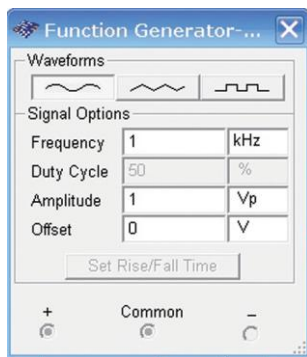 Function Generator-...
Waveforms
Signal Options
Frequency 1 kHz
Duty Cycle 50 %
Amplitude 1 Vp
Offset 0 V
Set Rise/Fall Time
+ Common –